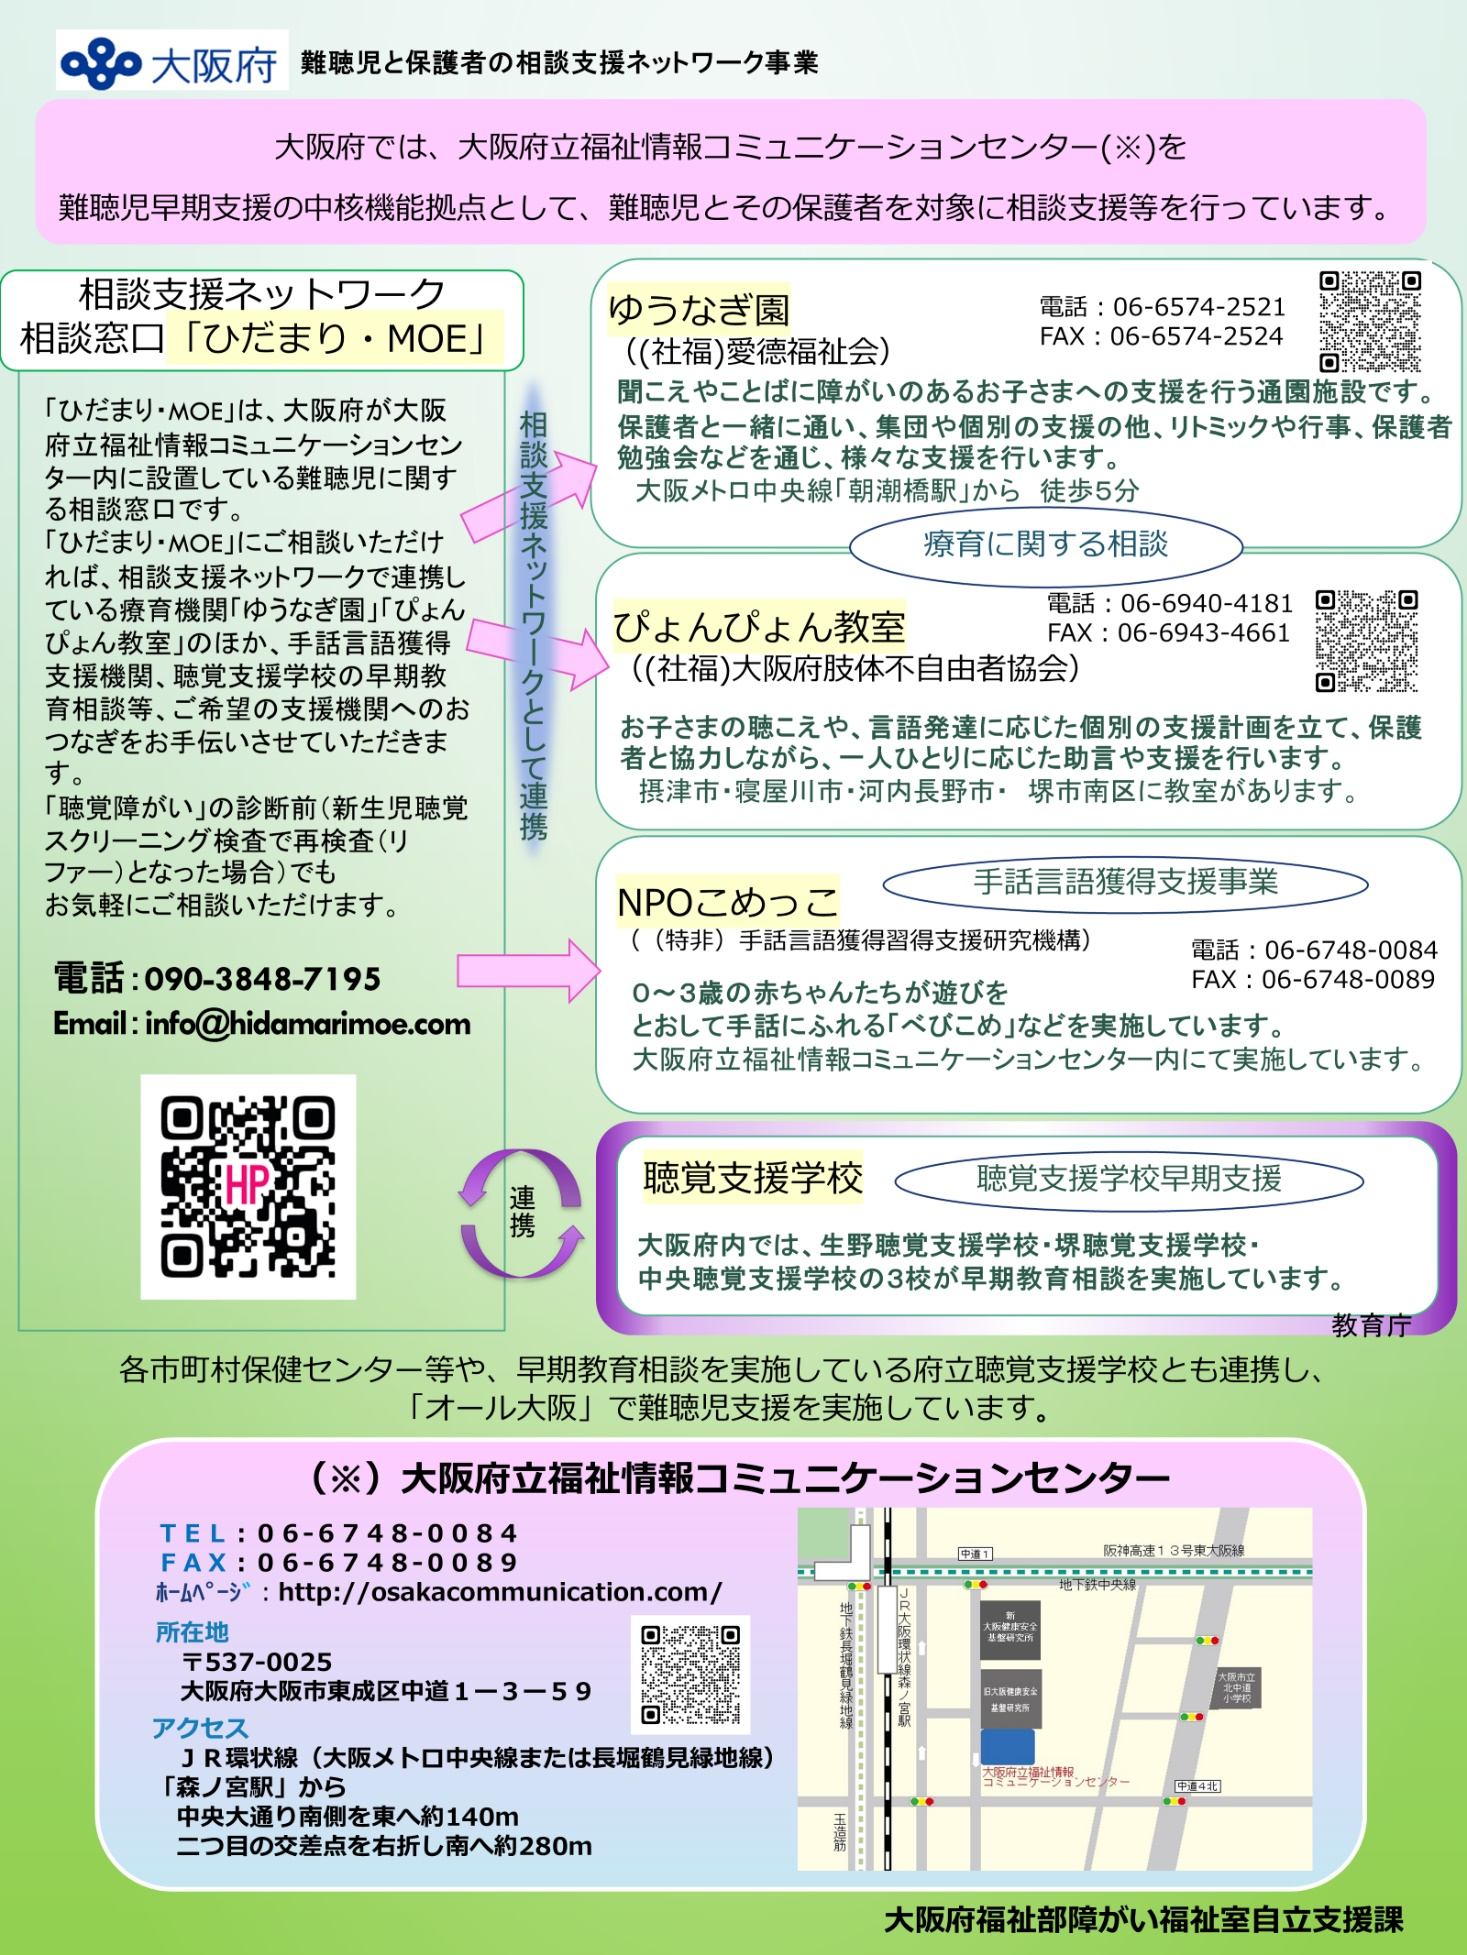 大阪府
難聴児と保護者の相談支援ネットワーク事業
大阪府では、大阪府立福祉情報コミュニケーションセンター(※)を
難聴児早期支援の中核機能拠点として、難聴児とその保護者を対象に相談支援等を行っています。
相談支援ネットワーク
相談窓口「ひだまり・MOE」
「ひだまり・MOE」は、大阪府が大阪
府立福祉情報コミュニケーションセン
ター内に設置している難聴児に関す
る相談窓口です。
「ひだまり・MOE」にご相談いただけ
れば、相談支援ネットワークで連携し
ている療育機関「ゆうなぎ園」「ぴょん
ぴょん教室」のほか、手話言語獲得
支援機関、聴覚支援学校の早期教
育相談等、ご希望の支援機関へのお
つなぎをお手伝いさせていただきま
す。
「聴覚障がい」の診断前（新生児聴覚
スクリーニング検査で再検査（リ
ファー）となった場合）でも
お気軽にご相談いただけます。
電話：090-3848-7195
Email：info@hidamarimoe.com
HP
相談支援ネットワークとして連携
連携
ゆうなぎ園
（(社福)愛徳福祉会）
電話：06-6574-2521
FAX：06-6574-2524
聞こえやことばに障がいのあるお子さまへの支援を行う通園施設です。
保護者と一緒に通い、集団や個別の支援の他、リトミックや行事、保護者
勉強会などを通じ、様々な支援を行います。
大阪メトロ中央線「朝潮橋駅」から　徒歩５分
療育に関する相談
ぴょんぴょん教室
（(社福)大阪府肢体不自由者協会）
電話：06-6940-4181
FAX：06-6943-4661
お子さまの聴こえや、言語発達に応じた個別の支援計画を立て、保護
者と協力しながら、一人ひとりに応じた助言や支援を行います。
摂津市・寝屋川市・河内長野市・　堺市南区に教室があります。
手話言語獲得支援事業
NPOこめっこ
（（特非）手話言語獲得習得支援研究機構）
電話：06-6748-0084
FAX：06-6748-0089
０～３歳の赤ちゃんたちが遊びを
とおして手話にふれる「べびこめ」などを実施しています。
大阪府立福祉情報コミュニケーションセンター内にて実施しています。
聴覚支援学校
聴覚支援学校早期支援
大阪府内では、生野聴覚支援学校・堺聴覚支援学校・
中央聴覚支援学校の３校が早期教育相談を実施しています。
教育庁
各市町村保健センター等や、早期教育相談を実施している府立聴覚支援学校とも連携し、
「オール大阪」で難聴児支援を実施しています。
（※）大阪府立福祉情報コミュニケーションセンター
ＴＥＬ：０６-６７４８-００８４
ＦＡＸ：０６-６７４８-００８９
ﾎｰﾑﾍﾟｰｼﾞ：http://osakacommunication.com/
所在地
〒537-0025
大阪府大阪市東成区中道１ー３ー５９
アクセス
ＪＲ環状線（大阪メトロ中央線または長堀鶴見緑地線）
「森ノ宮駅」から
中央大通り南側を東へ約140m
二つ目の交差点を右折し南へ約280m
中道１
阪神高速１３号東大阪線
地下鉄中央線
地下鉄長堀鶴見緑地線
ＪＲ大阪環状線森ノ宮駅
新
大阪健康安全
基盤研究所
旧大阪健康安全
基盤研究所
大阪市立
北中道
小学校
大阪府立福祉情報
コミュニケーションセンター
中道４北
玉造筋
大阪府福祉部障がい福祉室自立支援課